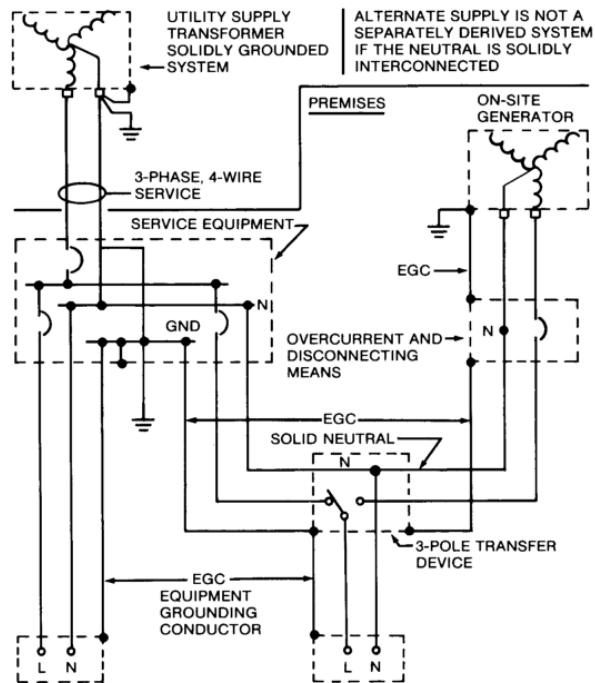 UTILITY SUPPLY
TRANSFORMER
SOLIDLY GROUNDED
SYSTEM
ALTERNATE SUPPLY IS NOT A
SEPARATELY DERIVED SYSTEM
IF THE NEUTRAL IS SOLIDLY
INTERCONNECTED
PREMISES
ON-SITE
GENERATOR
3-PHASE, 4-WIRE
SERVICE
SERVICE EQUIPMENT
EGC
N
GND
N
OVERCURRENT AND
DISCONNECTING
MEANS
EGC
SOLID NEUTRAL
N
3-POLE TRANSFER
DEVICE
EGC
EQUIPMENT
GROUNDING
CONDUCTOR
L N
L N